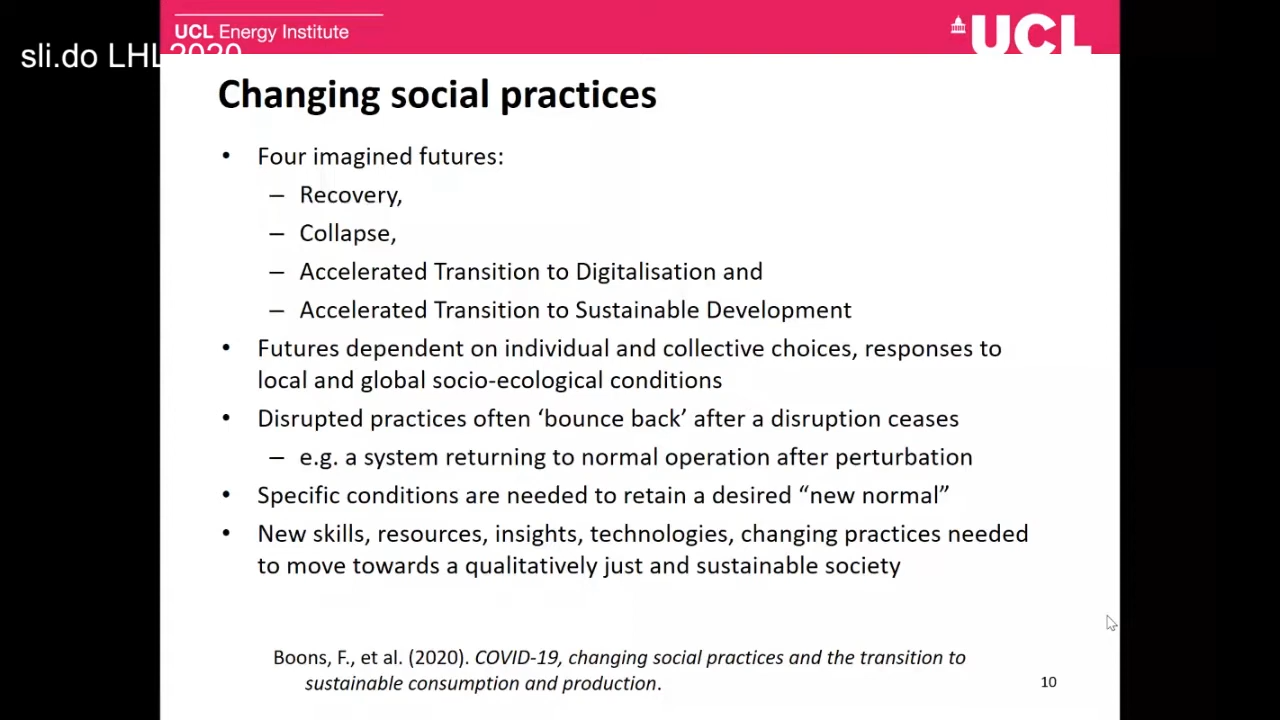 UCL Energy Institute
UCL
sli.do LHL 2020
Changing social practices
• Four imagined futures:
– Recovery,
– Collapse,
– Accelerated Transition to Digitalisation and
– Accelerated Transition to Sustainable Development
• Futures dependent on individual and collective choices, responses to
local and global socio-ecological conditions
• Disrupted practices often ‘bounce back’ after a disruption ceases
– e.g. a system returning to normal operation after perturbation
• Specific conditions are needed to retain a desired “new normal”
• New skills, resources, insights, technologies, changing practices needed
to move towards a qualitatively just and sustainable society
Boons, F., et al. (2020). COVID-19, changing social practices and the transition to
sustainable consumption and production.
10